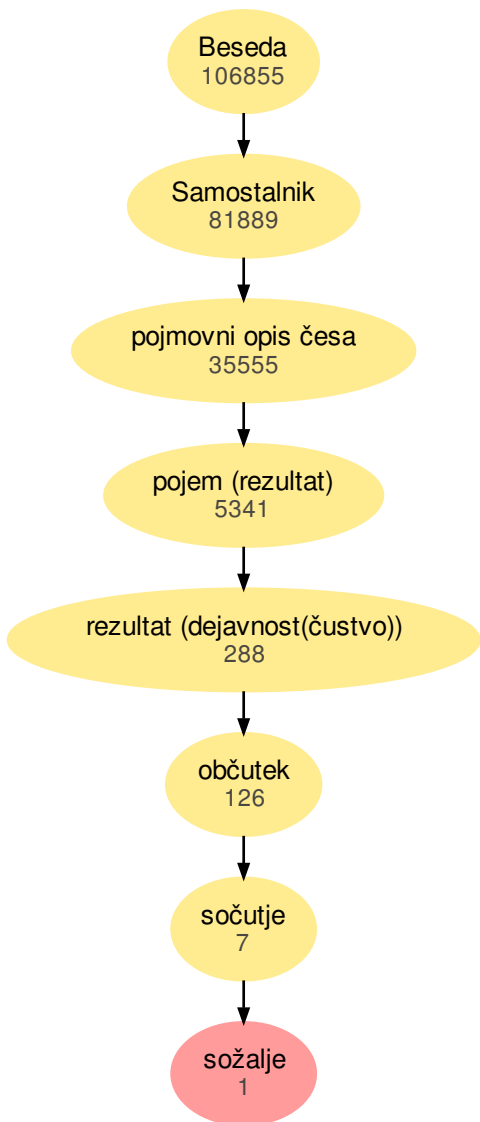 Beseda
106855
Samostalnik
81889
pojmovni opis česa
35555
pojem (rezultat)
5341
rezultat (dejavnost(čustvo))
288
občutek
126
sočutje
7
sožalje
1